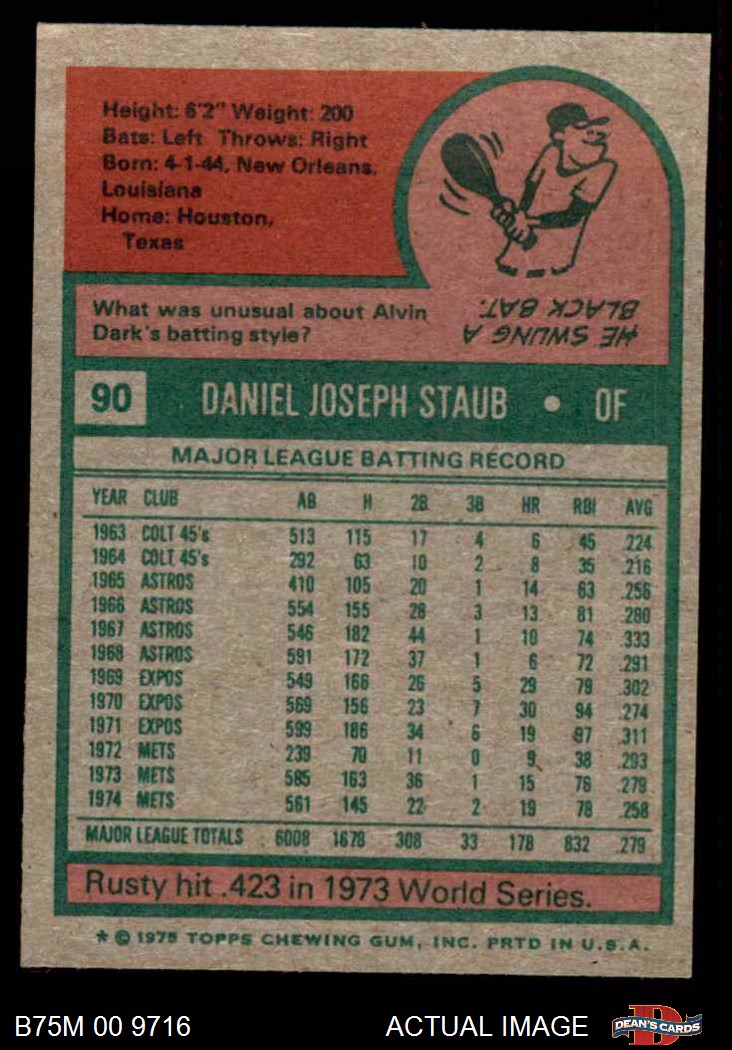 Height: 6'2" Weight: 200
Bats: Left Throws: Right
Born: 4-1-44, New Orleans,
Louisiana
Home: Houston,
Texas
What was unusual about Alvin
Dark's batting style?
HE SWUNG A
BLACK BAT.
90 DANIEL JOSEPH STAUB • OF
MAJOR LEAGUE BATTING RECORD
YEAR CLUB AB H 2B 3B HR RBI AVG
1963 COLT 45's 513 115 17 4 6 45 .224
1964 COLT 45's 292 63 10 2 8 35 .216
1965 ASTROS 410 105 20 1 14 63 .256
1966 ASTROS 554 155 28 3 13 81 .280
1967 ASTROS 546 182 44 1 10 74 .333
1968 ASTROS 591 172 37 1 6 72 .291
1969 EXPOS 549 166 26 5 29 79 .302
1970 EXPOS 569 156 23 7 30 94 .274
1971 EXPOS 599 186 34 6 19 97 .311
1972 METS 239 70 11 0 9 38 .293
1973 METS 585 163 36 1 15 76 .279
1974 METS 561 145 22 2 19 78 .258
MAJOR LEAGUE TOTALS 6008 1678 308 33 178 832 .279
Rusty hit .423 in 1973 World Series.
* © 1975 TOPPS CHEWING GUM, INC. PRTD IN U.S.A.
B75M 00 9716 ACTUAL IMAGE
D
DEAN'S CARDS